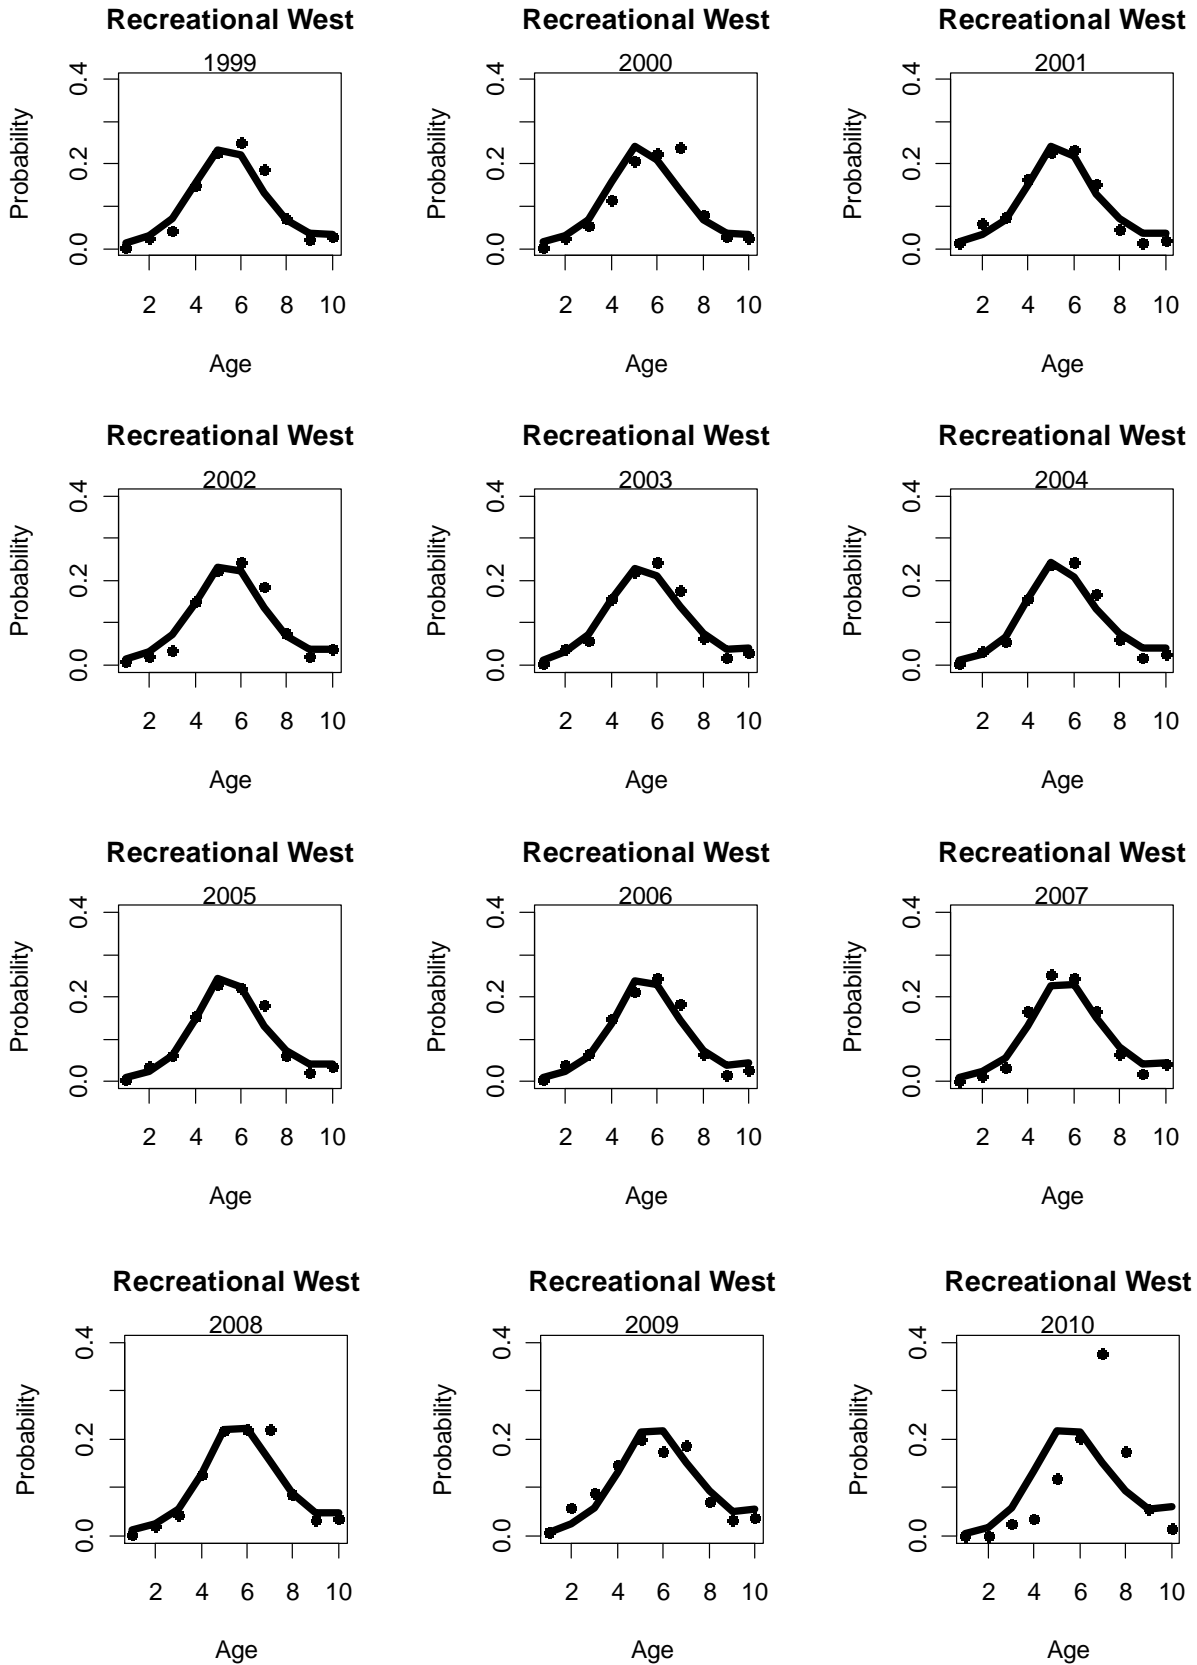 Recreational West Recreational West Recreational West
1999 2000 2001
Probability 0.0 0.2 0.4 Probability 0.0 0.2 0.4 Probability 0.0 0.2 0.4
2 4 6 8 10 2 4 6 8 10 2 4 6 8 10
Age Age Age
Recreational West Recreational West Recreational West
2002 2003 2004
Probability 0.0 0.2 0.4 Probability 0.0 0.2 0.4 Probability 0.0 0.2 0.4
2 4 6 8 10 2 4 6 8 10 2 4 6 8 10
Age Age Age
Recreational West Recreational West Recreational West
2005 2006 2007
Probability 0.0 0.2 0.4 Probability 0.0 0.2 0.4 Probability 0.0 0.2 0.4
2 4 6 8 10 2 4 6 8 10 2 4 6 8 10
Age Age Age
Recreational West Recreational West Recreational West
2008 2009 2010
Probability 0.0 0.2 0.4 Probability 0.0 0.2 0.4 Probability 0.0 0.2 0.4
2 4 6 8 10 2 4 6 8 10 2 4 6 8 10
Age Age Age